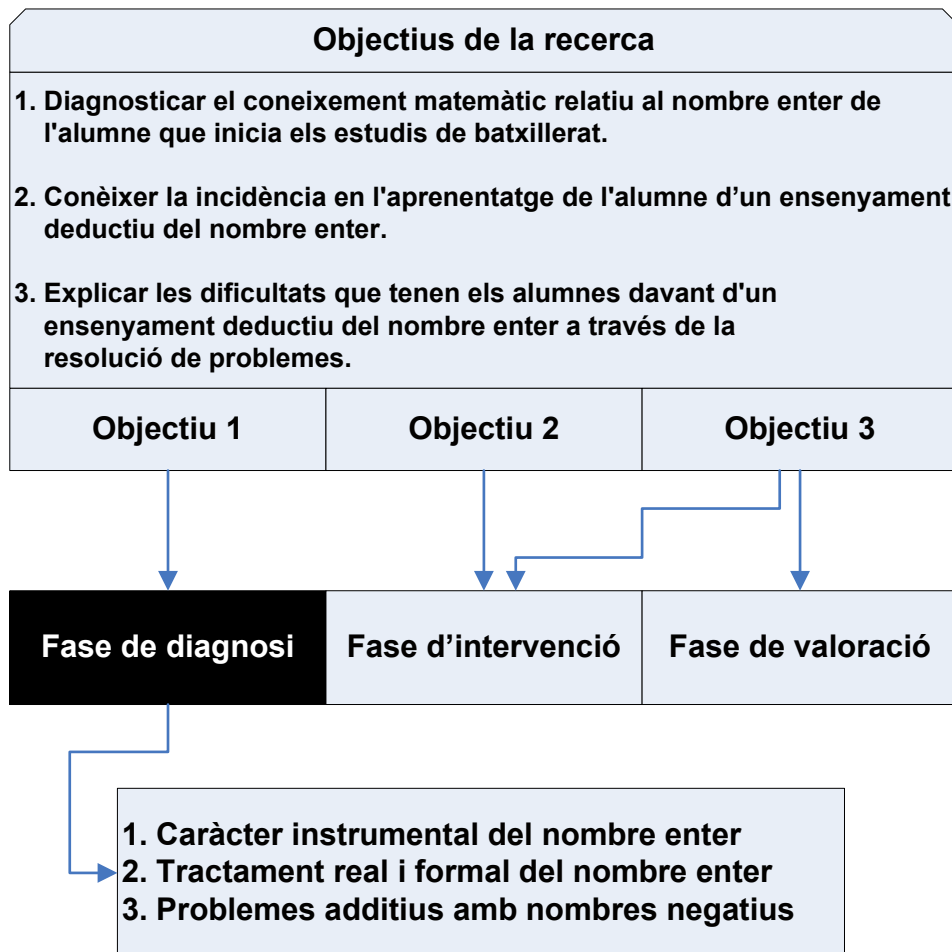 Objectius de la recerca
1. Diagnosticar el coneixement matemàtic relatiu al nombre enter de
l'alumne que inicia els estudis de batxillerat.
2. Conèixer la incidència en l'aprenentatge de l'alumne d’un ensenyament
deductiu del nombre enter.
3. Explicar les dificultats que tenen els alumnes davant d'un
ensenyament deductiu del nombre enter a través de la
resolució de problemes.
Objectiu 1
Objectiu 2
Objectiu 3
Fase de diagnosi
Fase d’intervenció
Fase de valoració
1. Caràcter instrumental del nombre enter
2. Tractament real i formal del nombre enter
3. Problemes additius amb nombres negatius